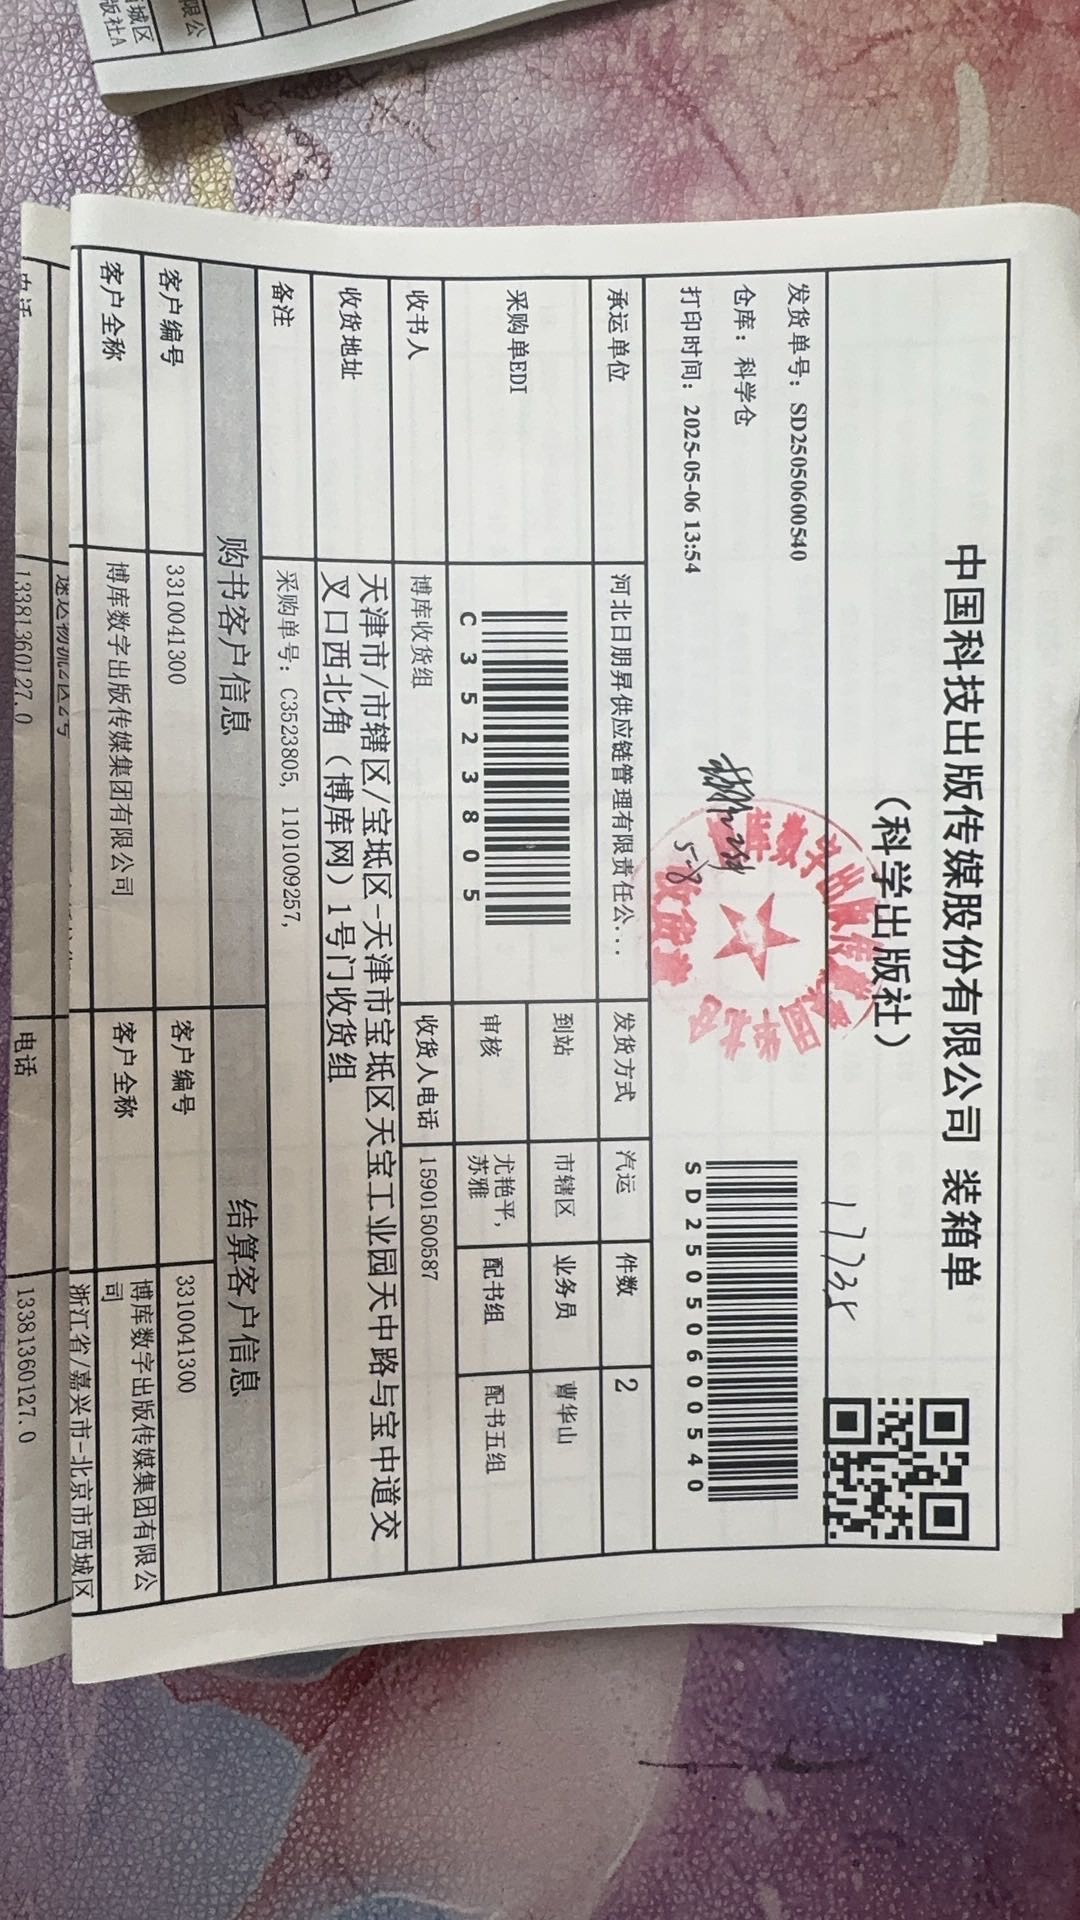 中国科技出版传媒股份有限公司 装箱单
（科学出版社）
发货单号：SD25050600540
仓库：科学仓
打印时间：2025-05-06 13:54
5-8
SD25050600540
承运单位 河北日朋昇供应链管理有限责任公... 发货方式 汽运 件数 2
采购单EDI C3523805 到站 市辖区 业务员 曹华山
审核 尤艳平，苏雅 配书组 配书五组
收书人 博库收货组 收货人电话 15901500587
收货地址 天津市/市辖区/宝坻区-天津市宝坻区天宝工业园天中路与宝中道交
叉口西北角（博库网）1号门收货组
备注 采购单号：C3523805，1101009257，
购书客户信息 结算客户信息
客户编号 3310041300 客户编号 3310041300
客户全称 博库数字出版传媒集团有限公司 客户全称 博库数字出版传媒集团有限公
司
浙江省/嘉兴市-北京市西城区
电话 13381360127.0 电话 13381360127.0